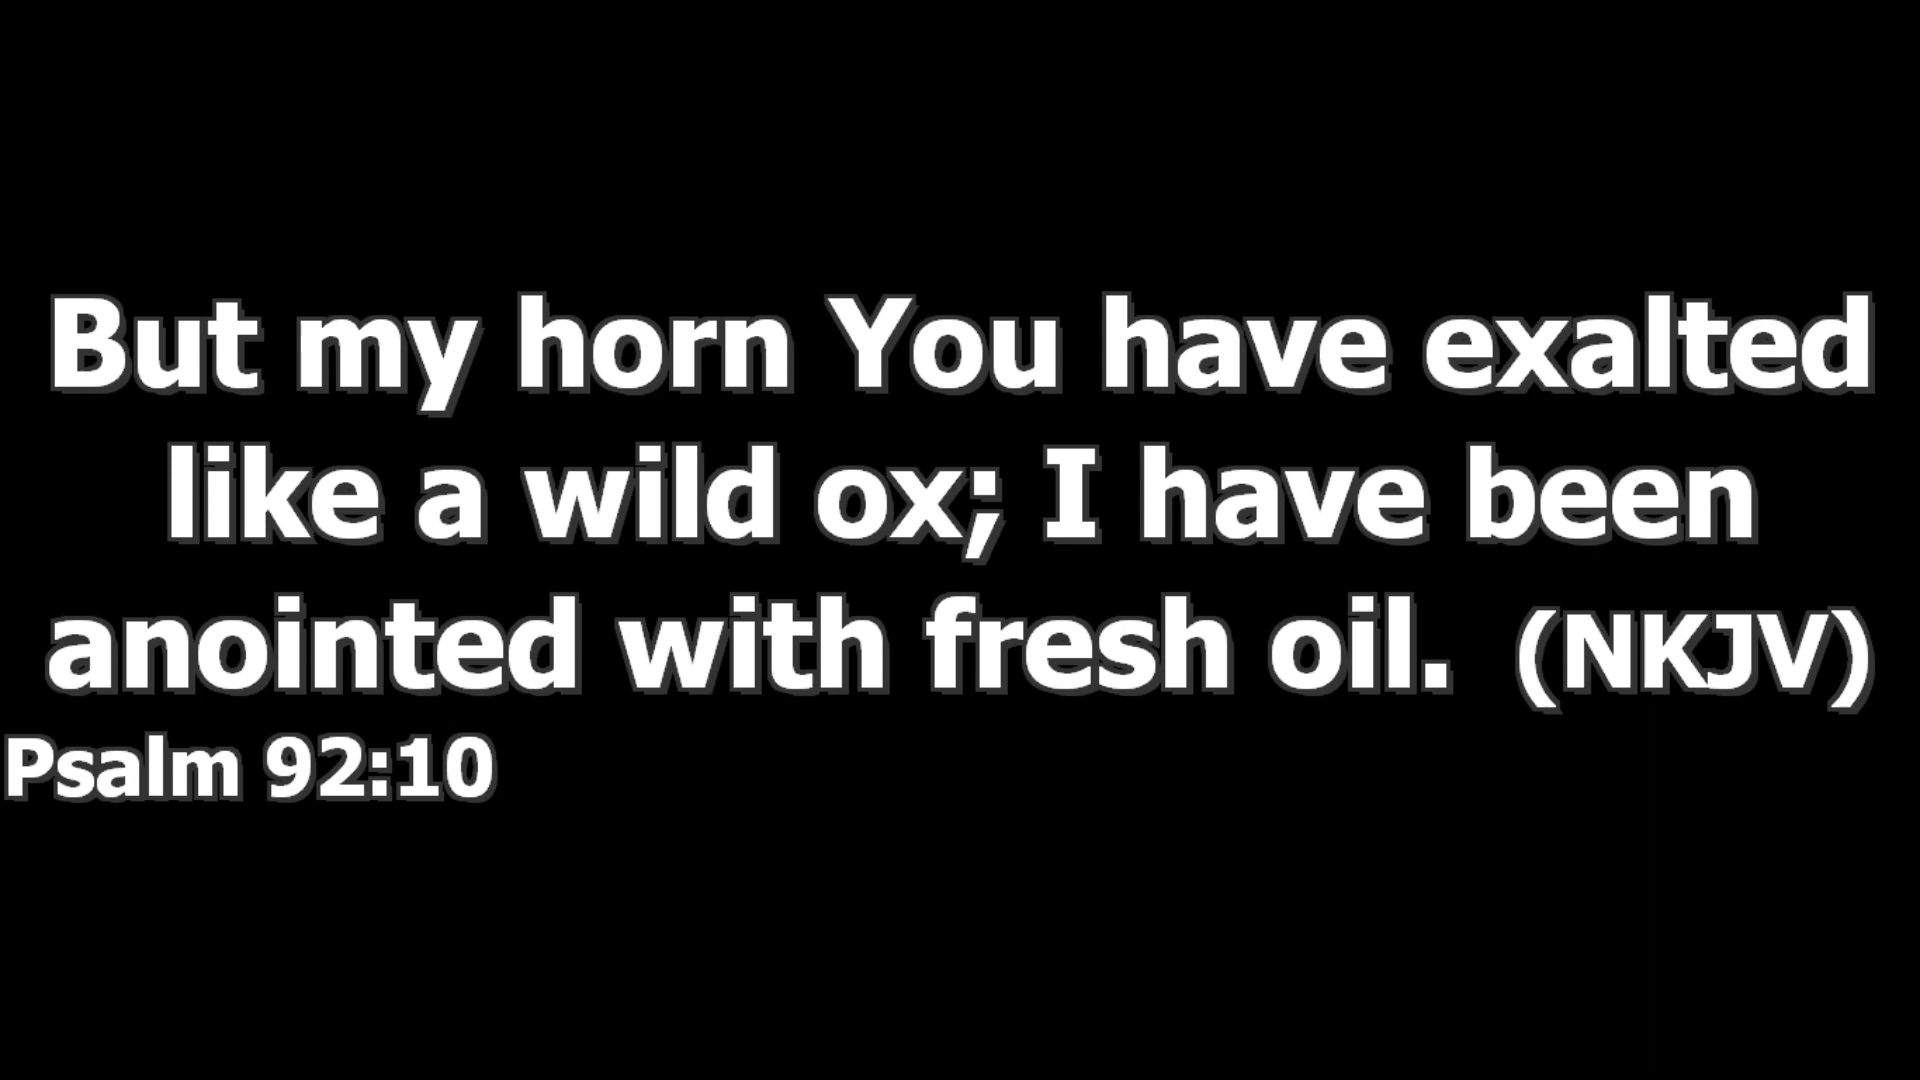 But my horn You have exalted
like a wild ox; I have been
anointed with fresh oil.  (NKJV)
Psalm 92:10